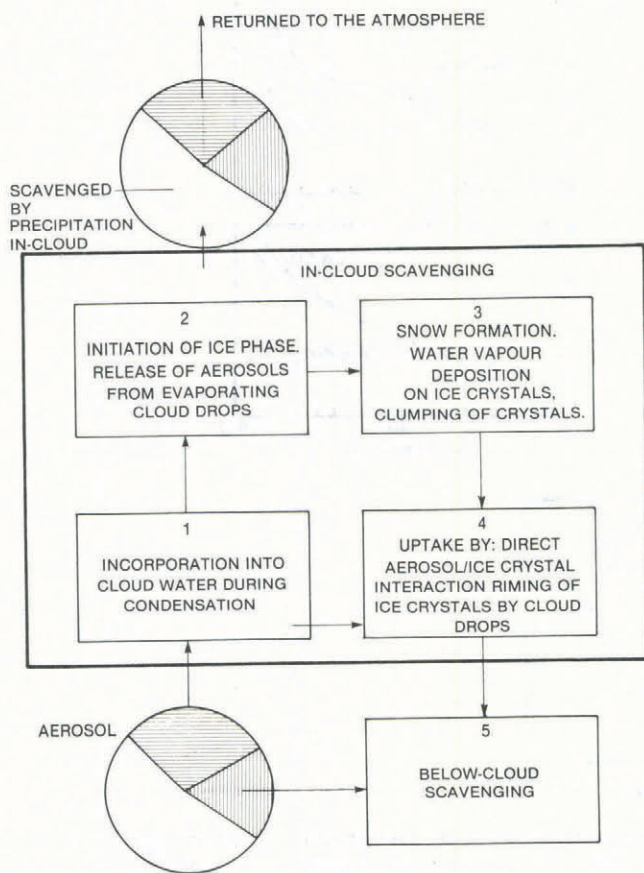 RETURNED TO THE ATMOSPHERE
SCAVENGED
BY
PRECIPITATION
IN-CLOUD
IN-CLOUD SCAVENGING
2
INITIATION OF ICE PHASE.
RELEASE OF AEROSOLS
FROM EVAPORATING
CLOUD DROPS
3
SNOW FORMATION.
WATER VAPOUR
DEPOSITION
ON ICE CRYSTALS,
CLUMPING OF CRYSTALS.
1
INCORPORATION INTO
CLOUD WATER DURING
CONDENSATION
4
UPTAKE BY: DIRECT
AEROSOL/ICE CRYSTAL
INTERACTION RIMING OF
ICE CRYSTALS BY CLOUD
DROPS
AEROSOL
5
BELOW-CLOUD
SCAVENGING